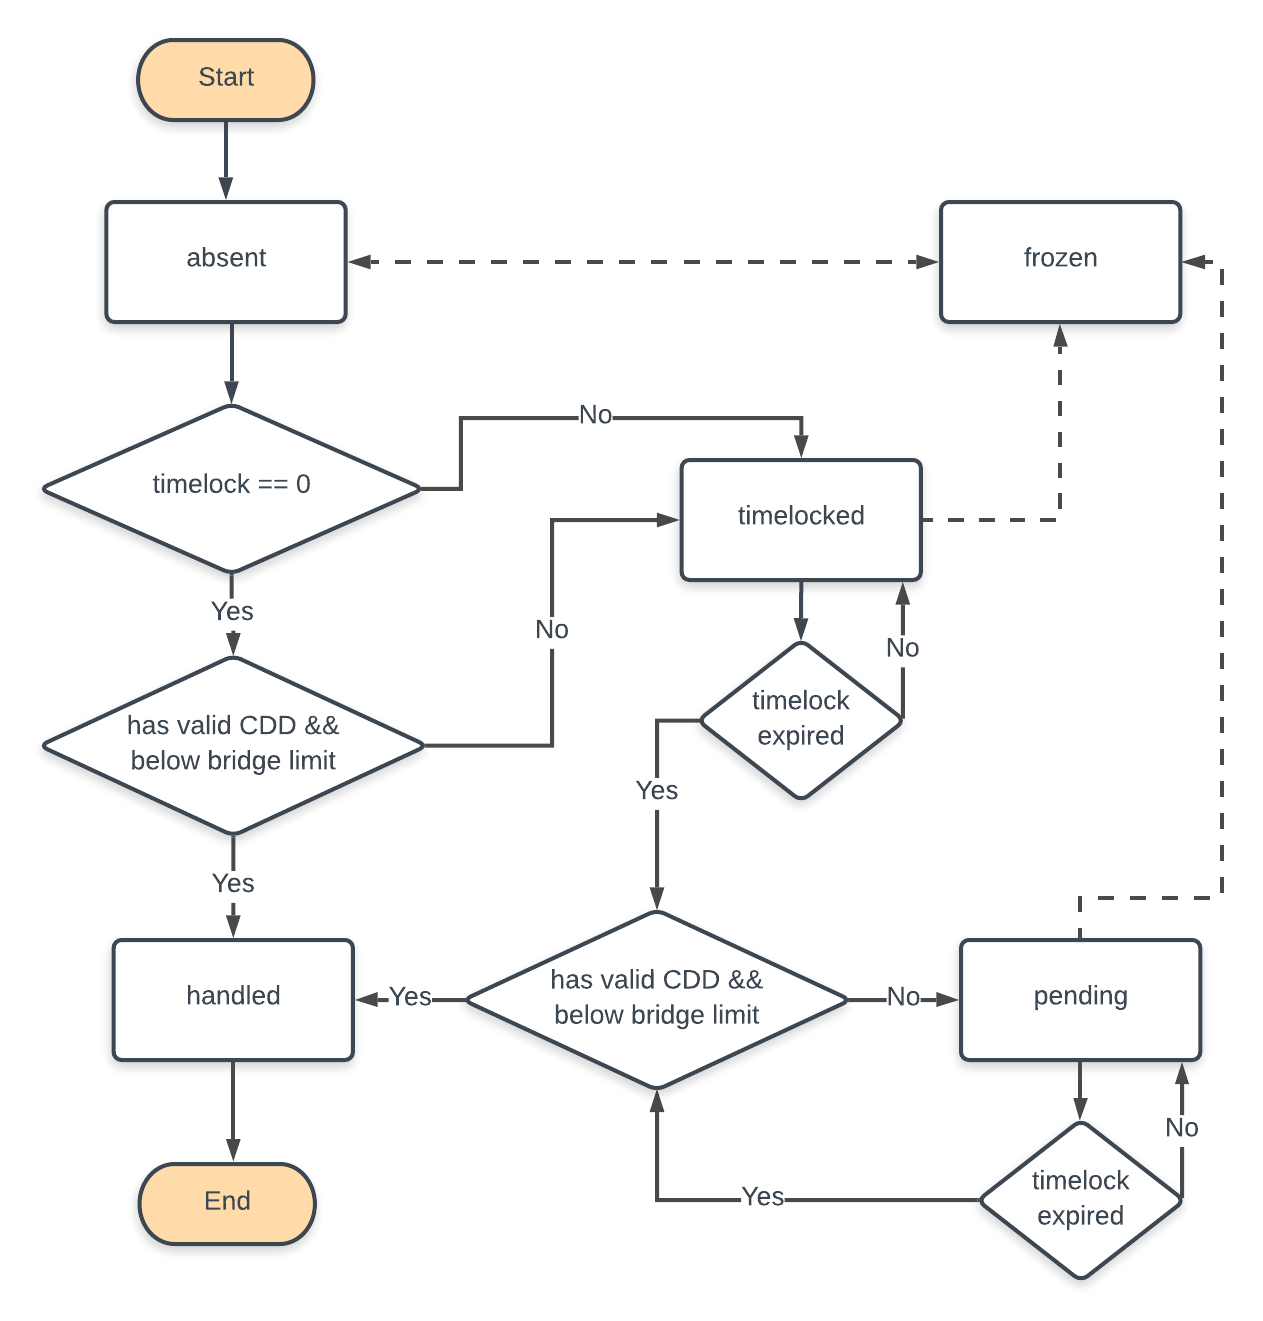 Start
absent
frozen
No
timelock == 0
timelocked
Yes
No
No
timelock
expired
has valid CDD &&
below bridge limit
Yes
Yes
has valid CDD &&
below bridge limit
handled
Yes
No
pending
No
timelock
expired
Yes
End